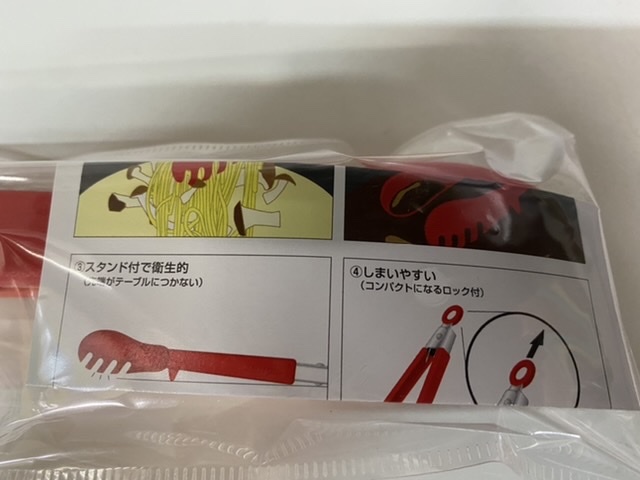 ③スタンド付で衛生的
がテーブルにつかない)
④しまいやすい
(コンパクトになるロック付)